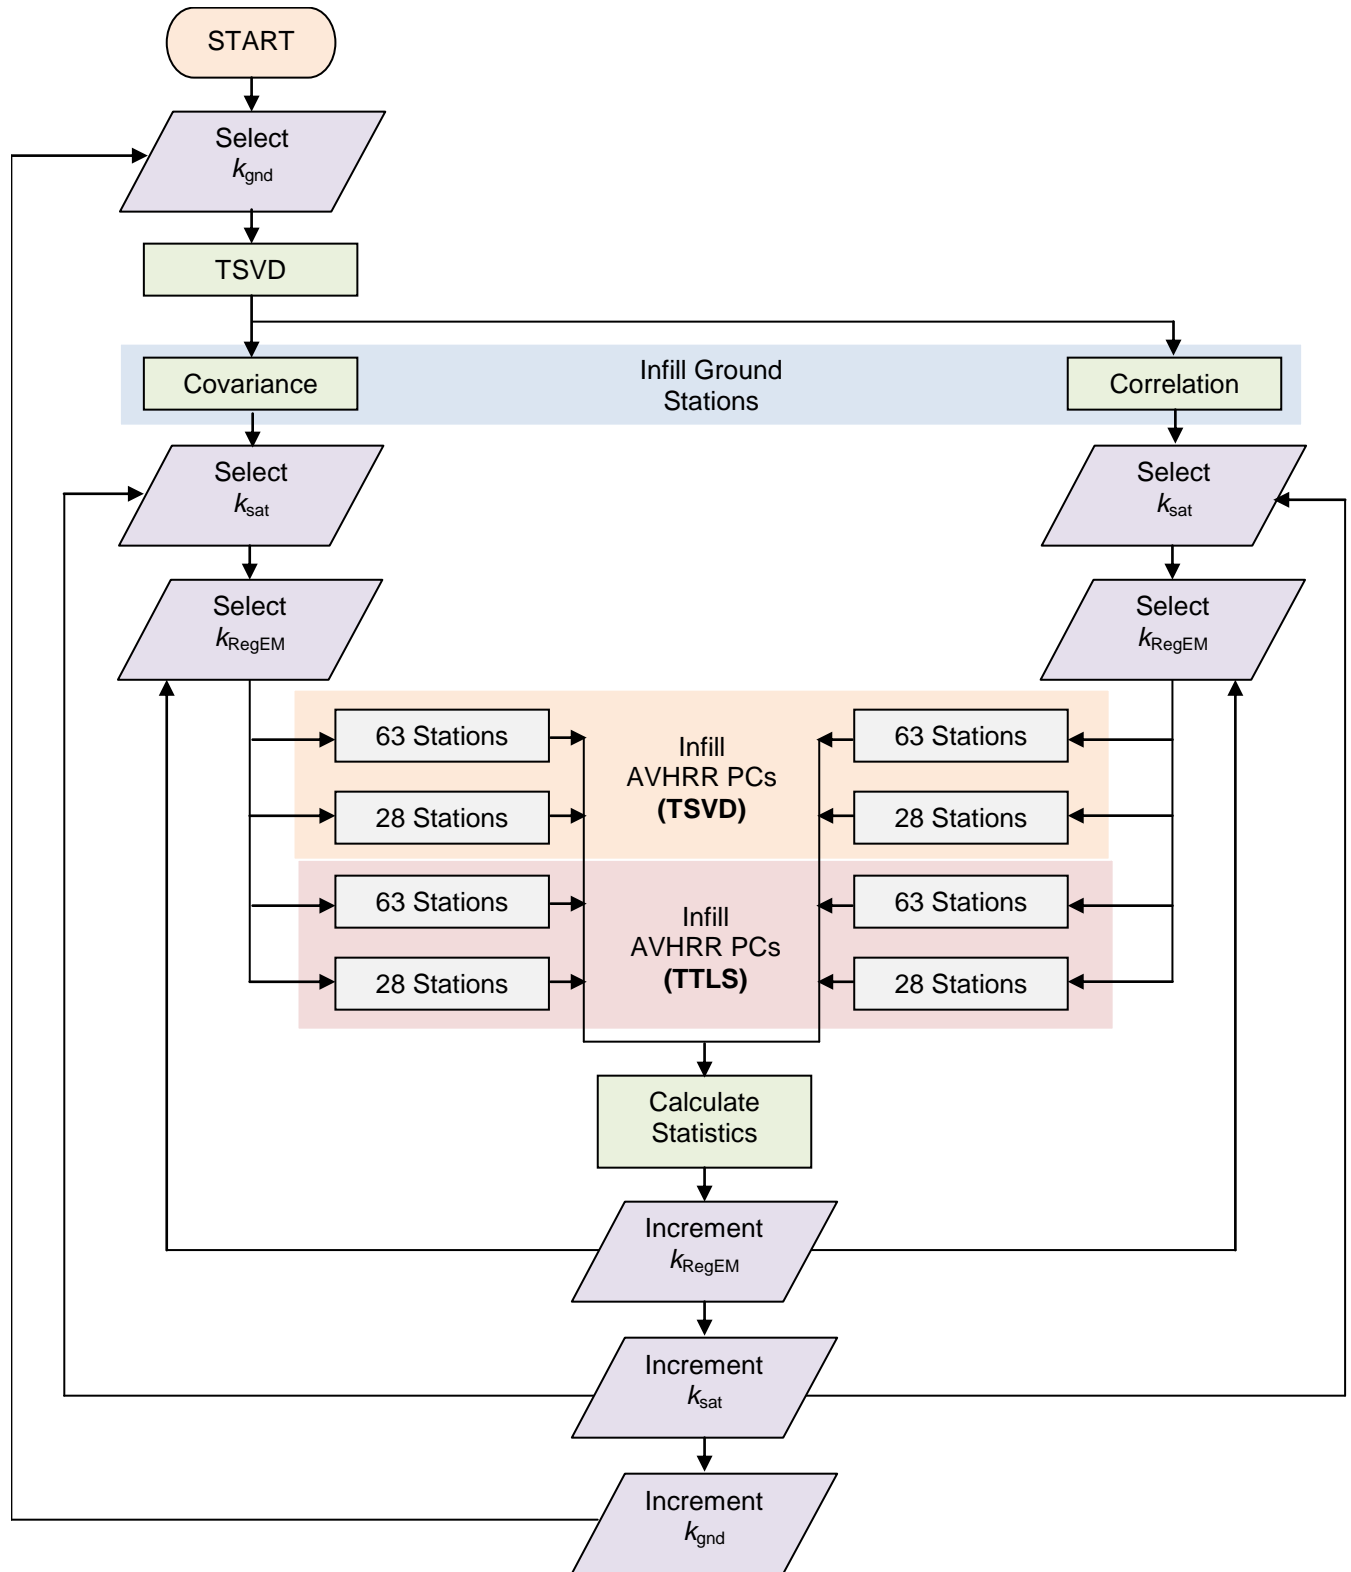 START
Select
kgnd
TSVD
Covariance
Infill Ground
Stations
Correlation
Select
ksat
Select
ksat
Select
kRegEM
Select
kRegEM
63 Stations
28 Stations
Infill
AVHRR PCs
(TSVD)
63 Stations
28 Stations
63 Stations
28 Stations
Infill
AVHRR PCs
(TTLS)
63 Stations
28 Stations
Calculate
Statistics
Increment
kRegEM
Increment
ksat
Increment
kgnd